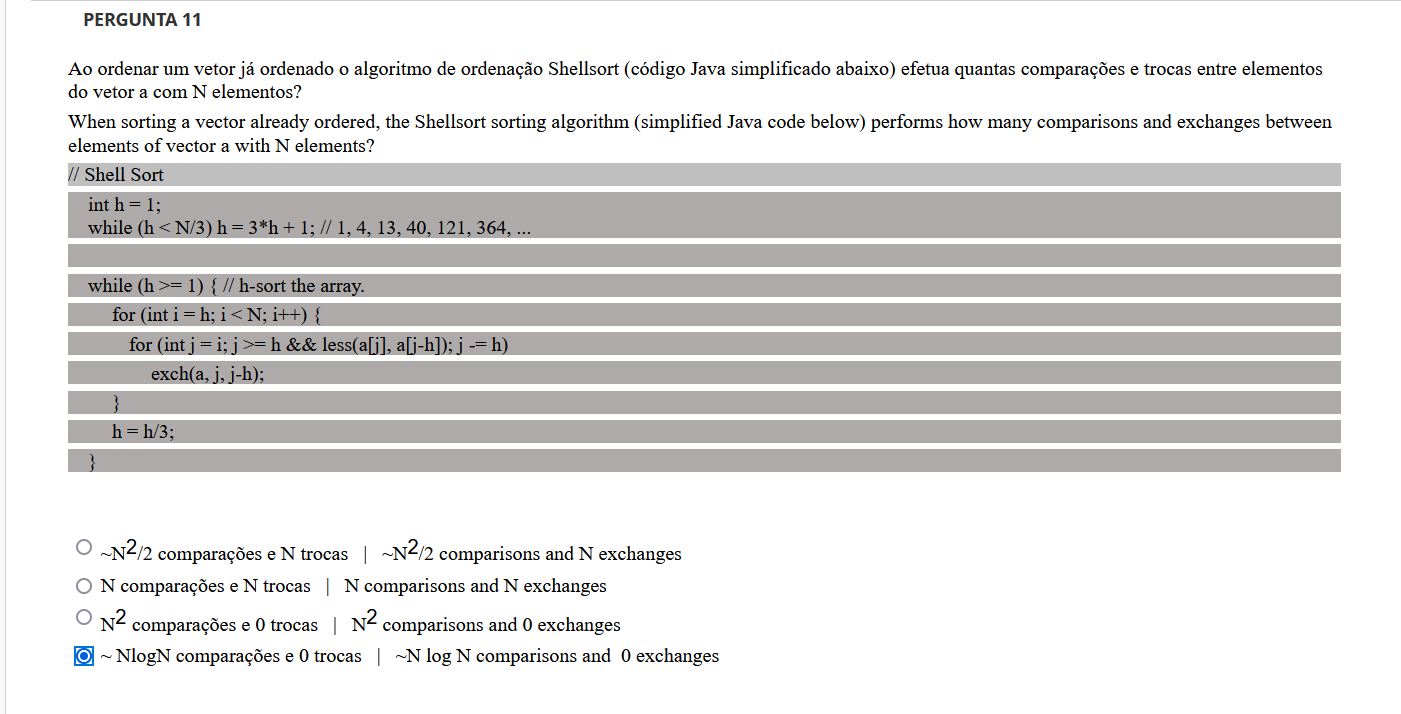 PERGUNTA 11
Ao ordenar um vetor já ordenado o algoritmo de ordenação Shellsort (código Java simplificado abaixo) efetua quantas comparações e trocas entre elementos
do vetor a com N elementos?
When sorting a vector already ordered, the Shellsort sorting algorithm (simplified Java code below) performs how many comparisons and exchanges between
elements of vector a with N elements?
// Shell Sort
int h = 1;
while (h < N/3) h = 3*h + 1; // 1, 4, 13, 40, 121, 364, ...
while (h >= 1) { // h-sort the array.
for (int i = h; i < N; i++) {
for (int j = i; j >= h && less(a[j], a[j-h]); j -= h)
exch(a, j, j-h);
}
h = h/3;
}
~N2/2 comparações e N trocas | ~N2/2 comparisons and N exchanges
N comparações e N trocas | N comparisons and N exchanges
N2 comparações e 0 trocas | N2 comparisons and 0 exchanges
~ NlogN comparações e 0 trocas | ~N log N comparisons and 0 exchanges